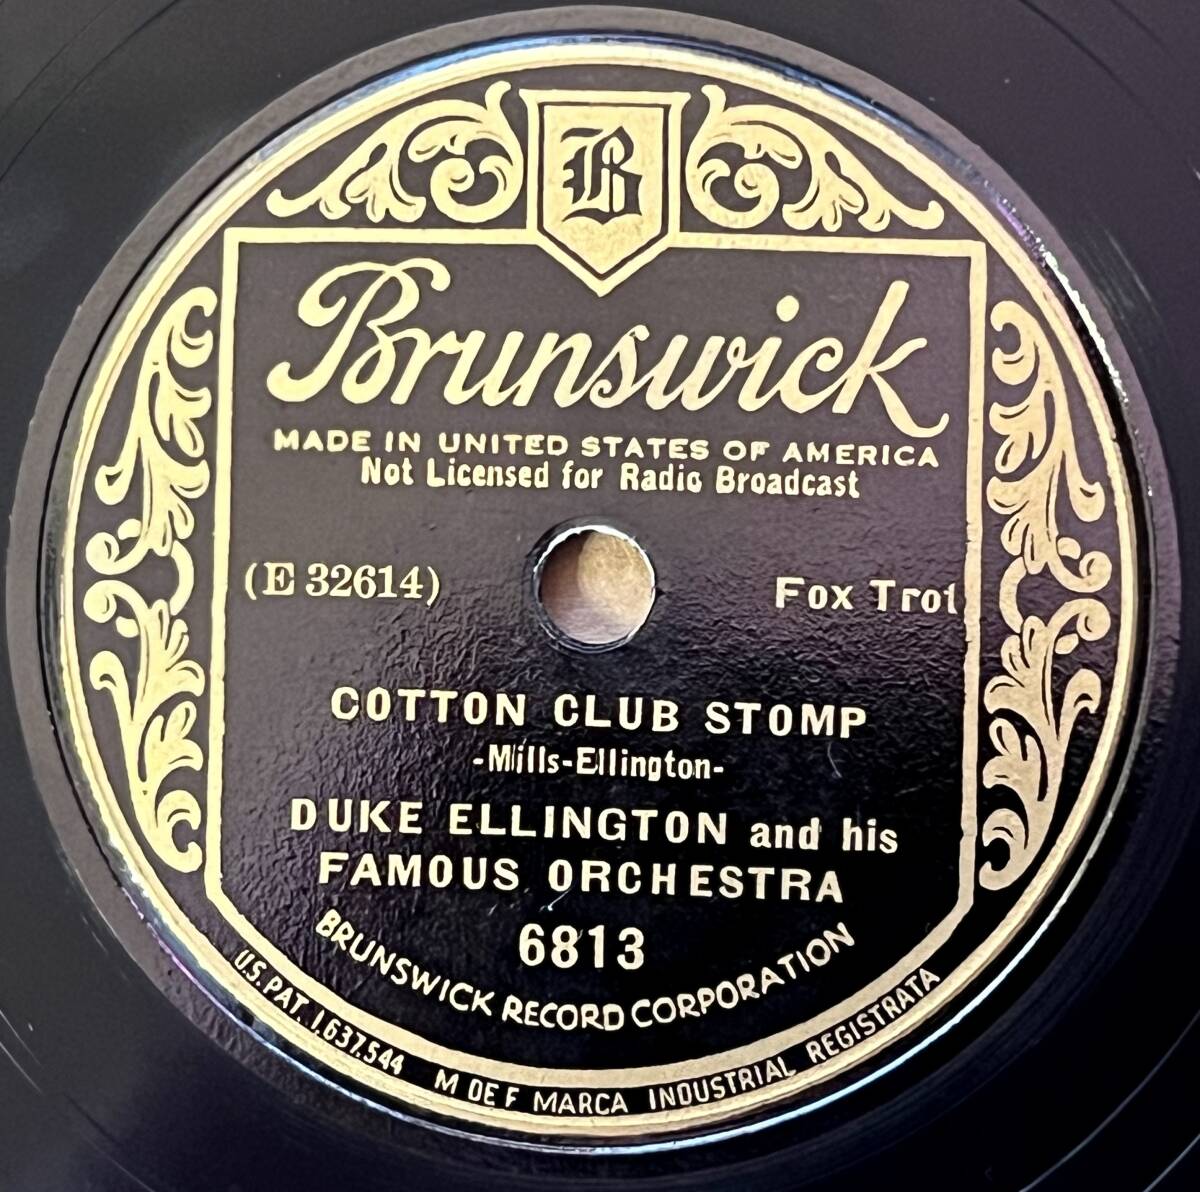 B
Brunswick
MADE IN UNITED STATES OF AMERICA
Not Licensed for Radio Broadcast
(E 32614)
Fox Trot
COTTON CLUB STOMP
-Mills-Ellington-
DUKE ELLINGTON and his
FAMOUS ORCHESTRA
6813
BRUNSWICK RECORD CORPORATION
U.S. PAT. 1,637,544 M DE F MARCA INDUSTRIAL REGISTRATA